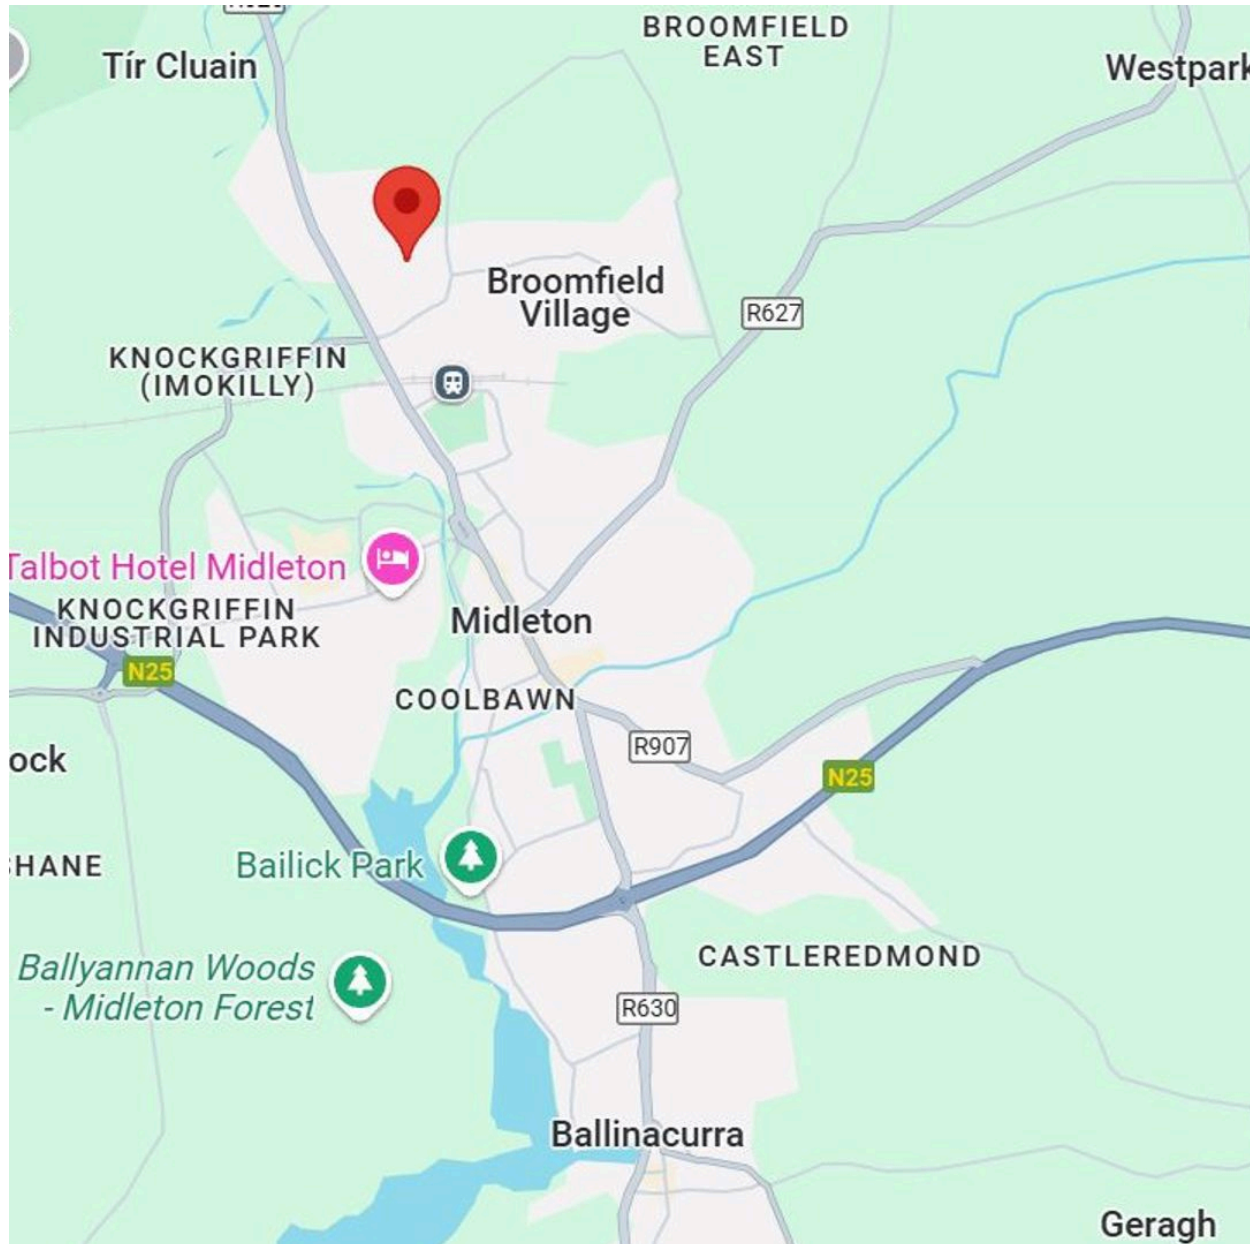 BROOMFIELD
EAST
Tír Cluain
Westpark
Broomfield
Village
R627
KNOCKGRIFFIN
(IMOKILLY)
Talbot Hotel Midleton
KNOCKGRIFFIN
INDUSTRIAL PARK
Midleton
N25
COOLBAWN
R907
ock
N25
SHANE
Bailick Park
CASTLEREDMOND
Ballyannan Woods
- Midleton Forest
R630
Ballinacurra
Geragh